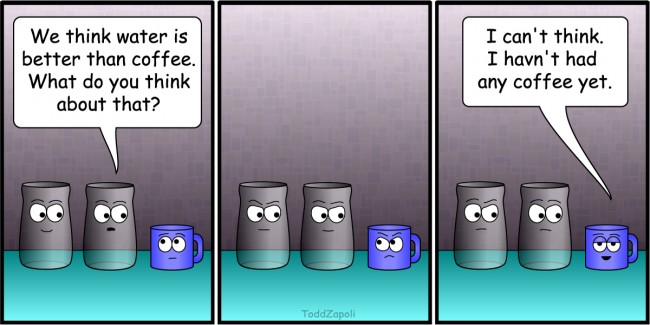 We think water is
better than coffee.
What do you think
about that?
I can't think.
I havn't had
any coffee yet.
ToddZapoli